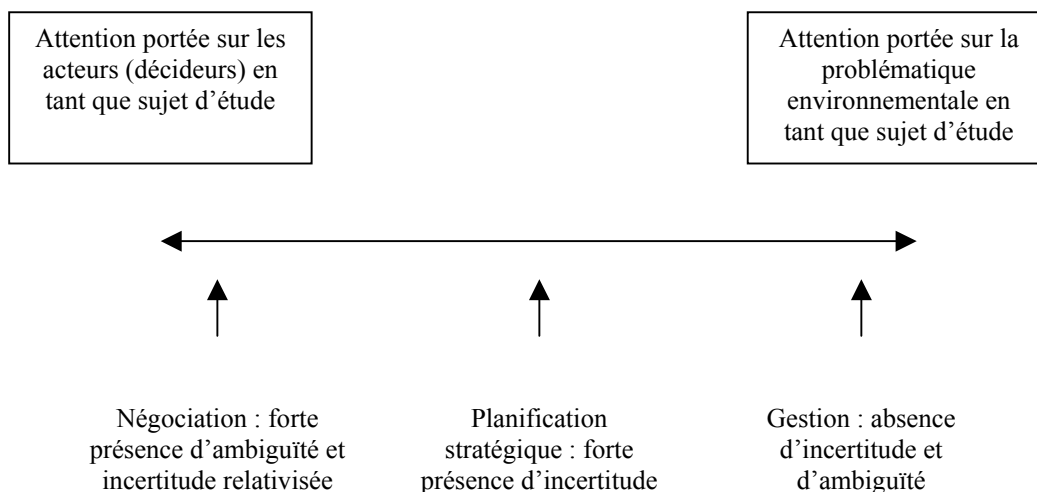 Attention portée sur les
acteurs (décideurs) en
tant que sujet d’étude
Attention portée sur la
problématique
environnementale en
tant que sujet d’étude
Négociation : forte
présence d’ambiguïté et
incertitude relativisée
Planification
stratégique : forte
présence d’incertitude
Gestion : absence
d’incertitude et
d’ambiguïté